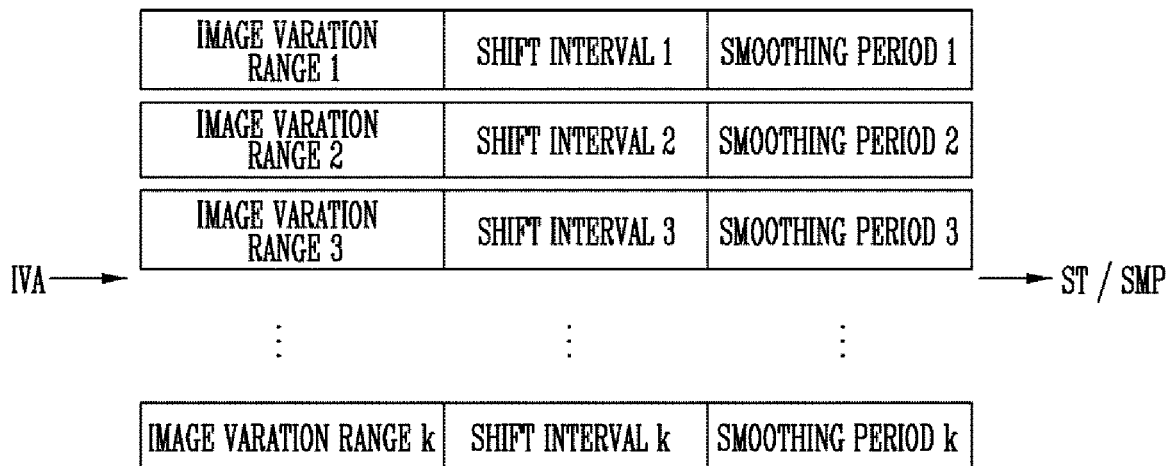 IMAGE VARATION
RANGE 1
SHIFT INTERVAL 1
SMOOTHING PERIOD 1
IMAGE VARATION
RANGE 2
SHIFT INTERVAL 2
SMOOTHING PERIOD 2
IMAGE VARATION
RANGE 3
SHIFT INTERVAL 3
SMOOTHING PERIOD 3
IVA
ST / SMP
IMAGE VARATION RANGE k
SHIFT INTERVAL k
SMOOTHING PERIOD k